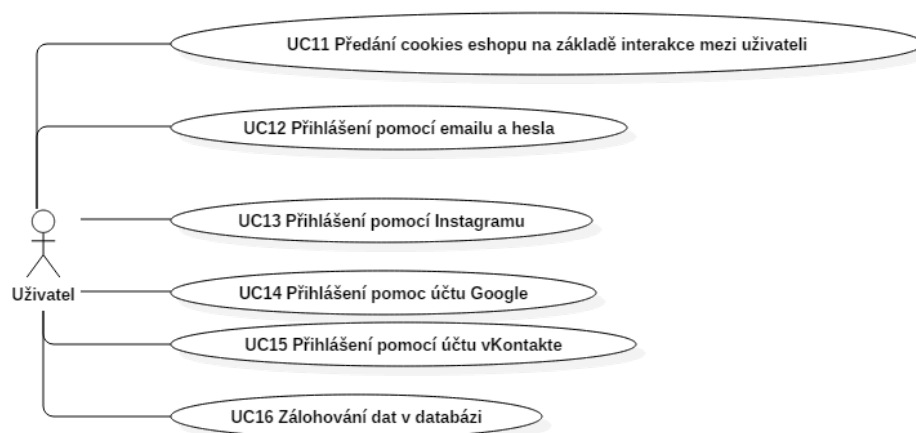 UC11 Předání cookies eshopu na základě interakce mezi uživateli
UC12 Přihlášení pomocí emailu a hesla
UC13 Přihlášení pomocí Instagramu
Uživatel
UC14 Přihlášení pomoc účtu Google
UC15 Přihlášení pomocí účtu vKontakte
UC16 Zálohování dat v databázi